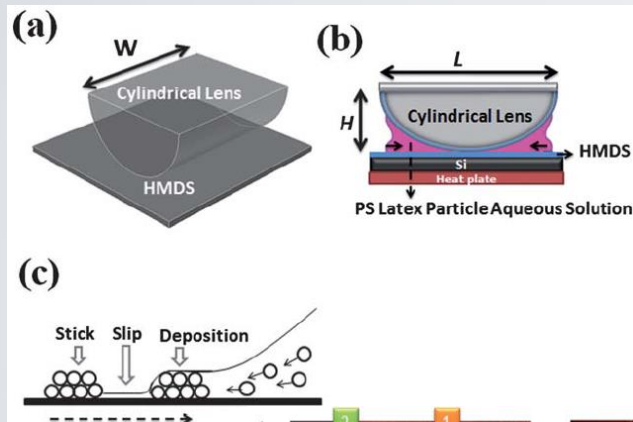 (a)
W
Cylindrical Lens
HMDS
(b)
L
H
Cylindrical Lens
HMDS
Si
Heat plate
PS Latex Particle Aqueous Solution
(c)
Stick
Slip
Deposition